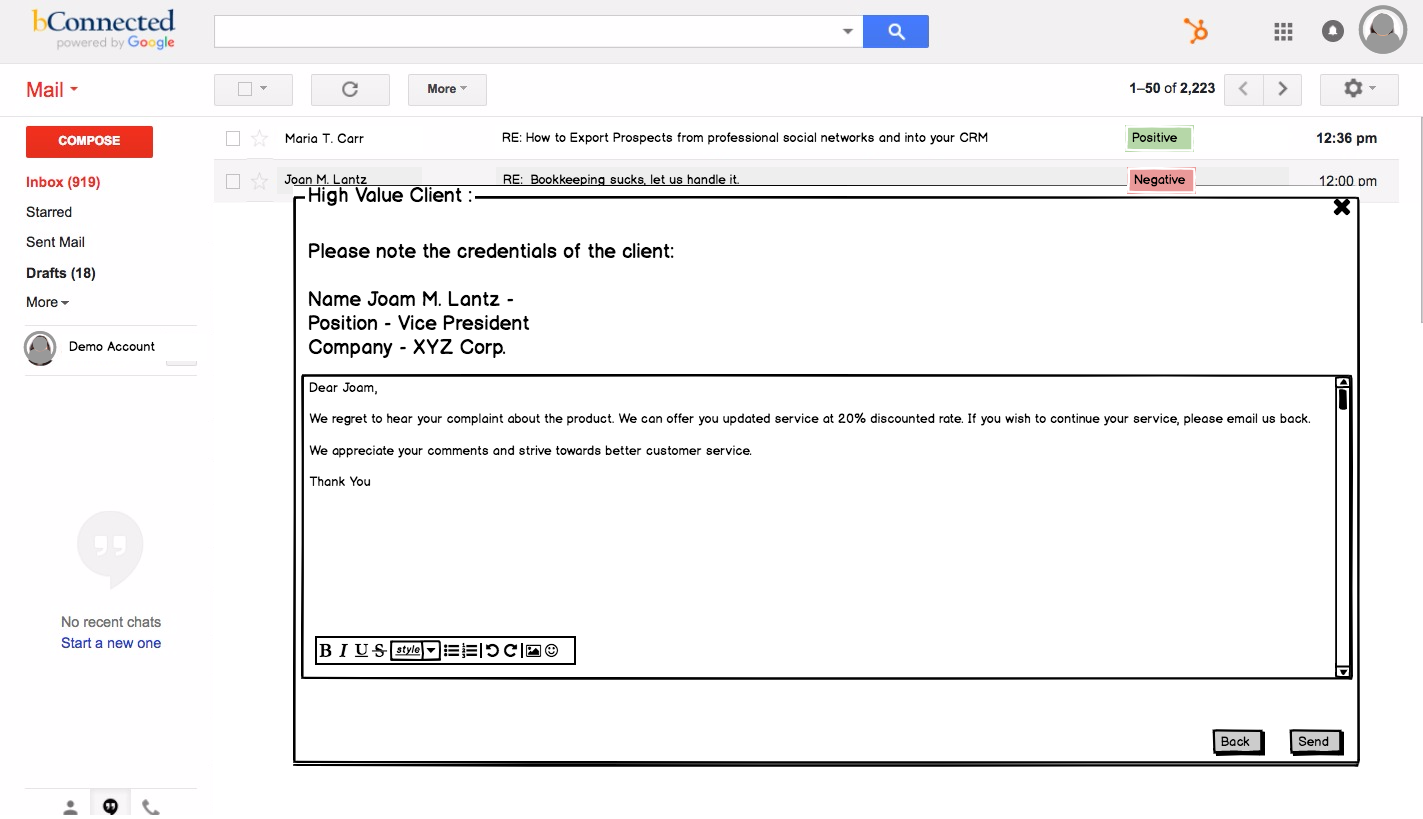 bConnected
powered by Google
Mail
More
1–50 of 2,223
COMPOSE
Maria T. Carr RE: How to Export Prospects from professional social networks and into your CRM Positive 12:36 pm
Inbox (919)
Joan M. Lantz RE: Bookkeeping sucks, let us handle it. Negative 12:00 pm
High Value Client :
Starred
Sent Mail
Drafts (18)
More
Demo Account
Please note the credentials of the client:
Name Joam M. Lantz -
Position - Vice President
Company - XYZ Corp.
Dear Joam,
We regret to hear your complaint about the product. We can offer you updated service at 20% discounted rate. If you wish to continue your service, please email us back.
We appreciate your comments and strive towards better customer service.
Thank You
No recent chats
Start a new one
B I U S style
Back Send